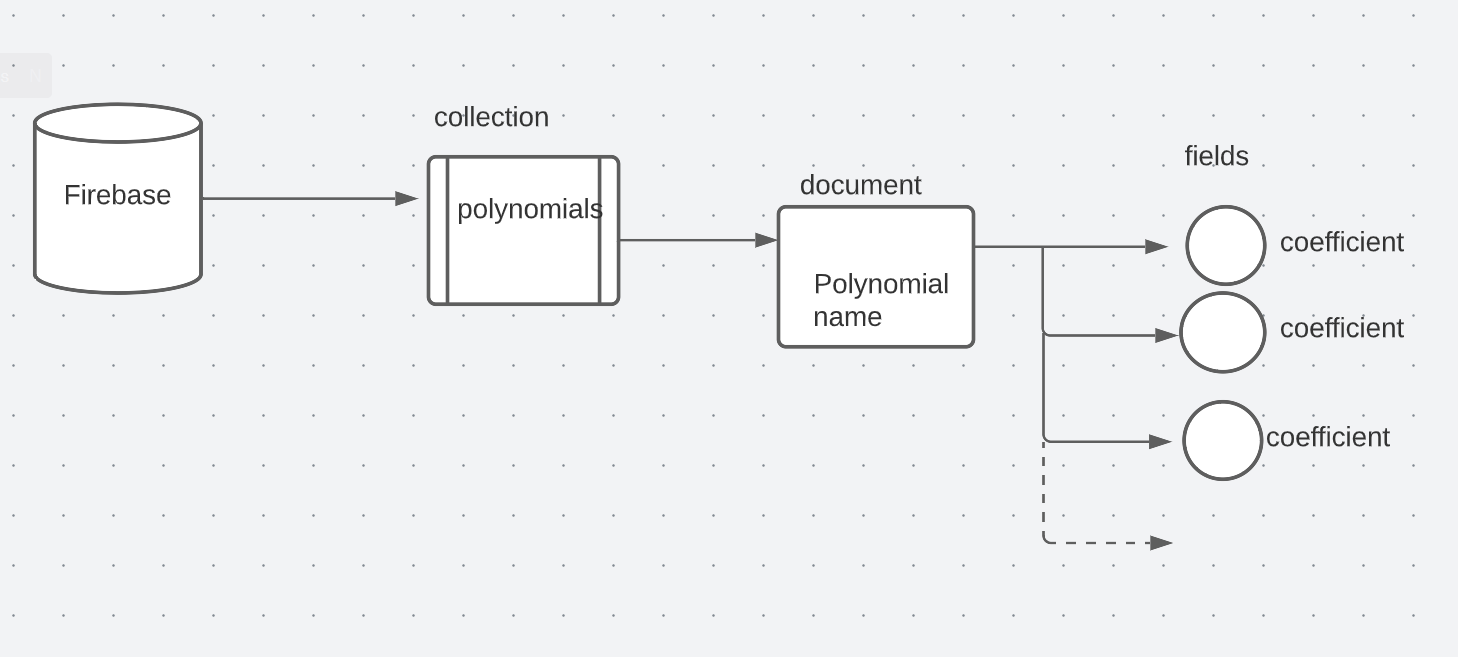 s N
Firebase
collection
polynomials
document
Polynomial
name
fields
coefficient
coefficient
coefficient